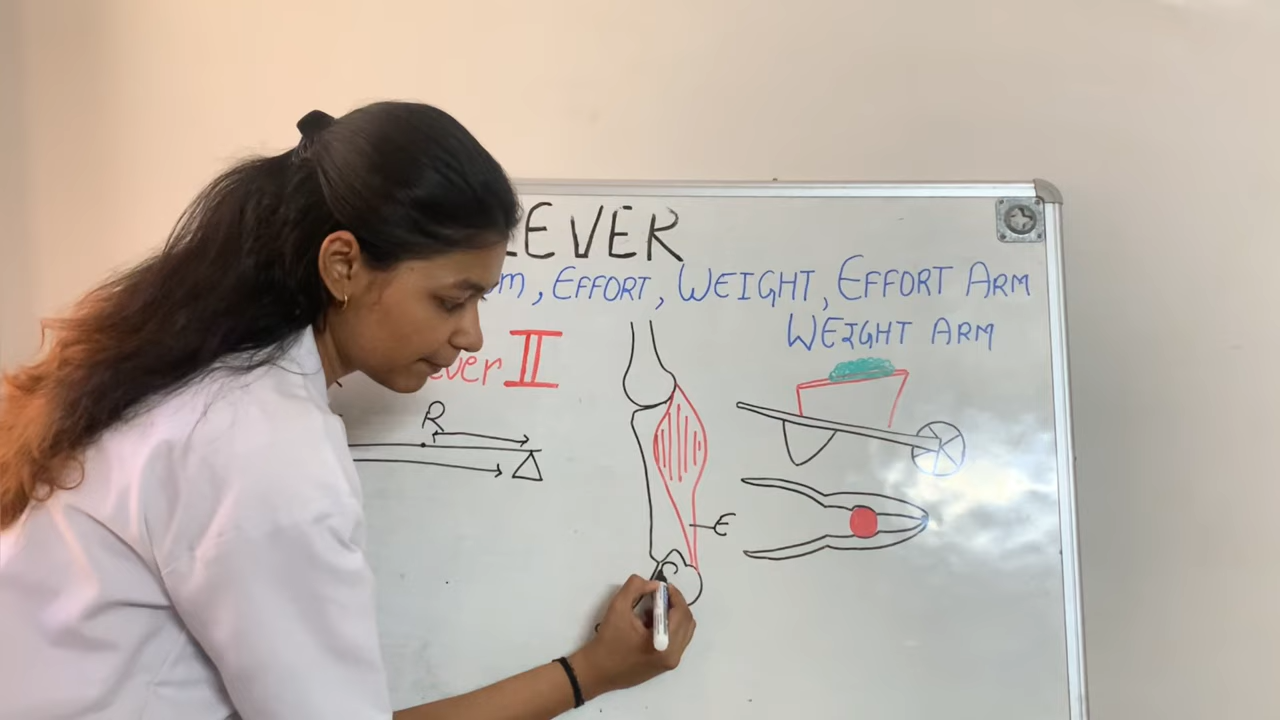 LEVER
m, EFFORT, WEIGHT, EFFORT ARM
WEIGHT ARM
ever II
R
E